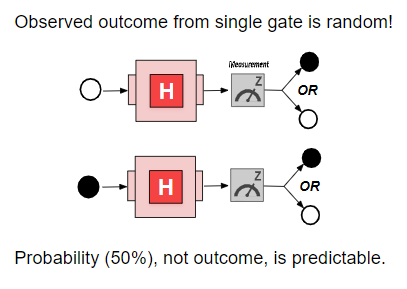 Observed outcome from single gate is random!
Measurement
H
Z
OR
H
Z
OR
Probability (50%), not outcome, is predictable.